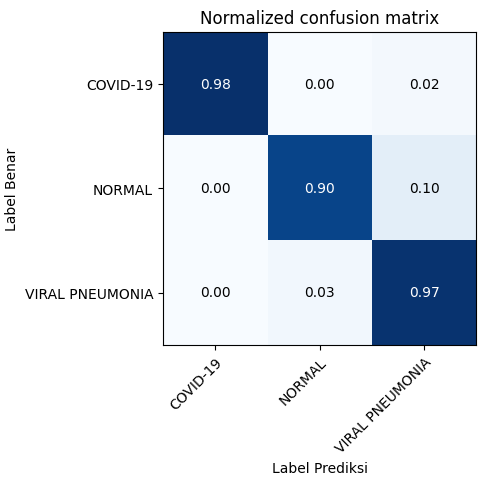 Normalized confusion matrix
COVID-19 0.98 0.00 0.02
NORMAL 0.00 0.90 0.10
VIRAL PNEUMONIA 0.00 0.03 0.97
Label Benar
COVID-19 NORMAL VIRAL PNEUMONIA
Label Prediksi